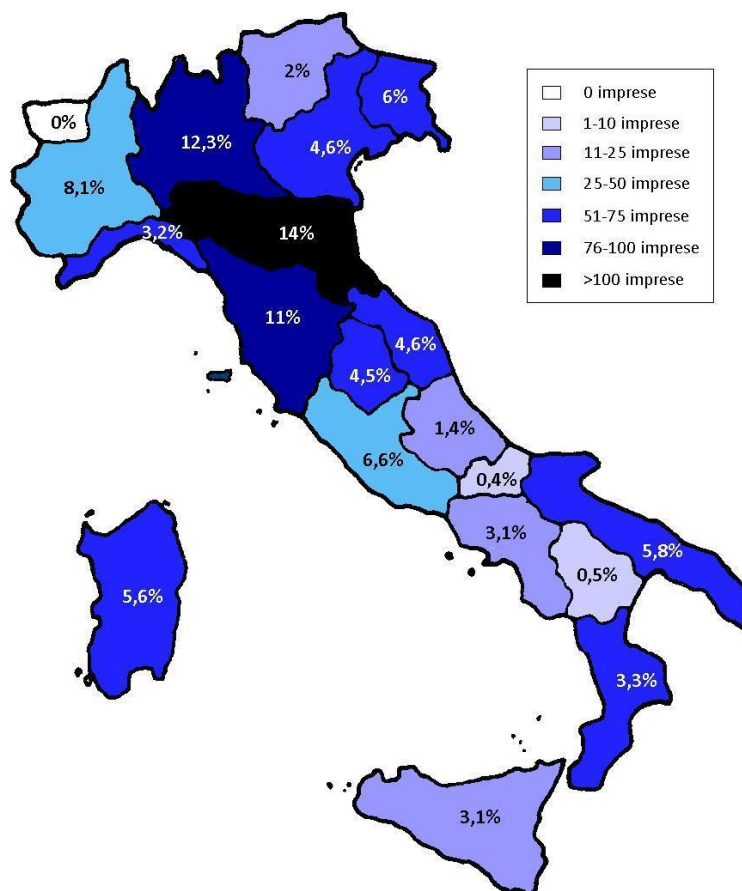 2%
6%
0%
12,3%
4,6%
8,1%
3,2%
14%
11%
4,6%
4,5%
1,4%
6,6%
0,4%
3,1%
5,8%
0,5%
5,6%
3,3%
3,1%
0 imprese
1-10 imprese
11-25 imprese
25-50 imprese
51-75 imprese
76-100 imprese
>100 imprese